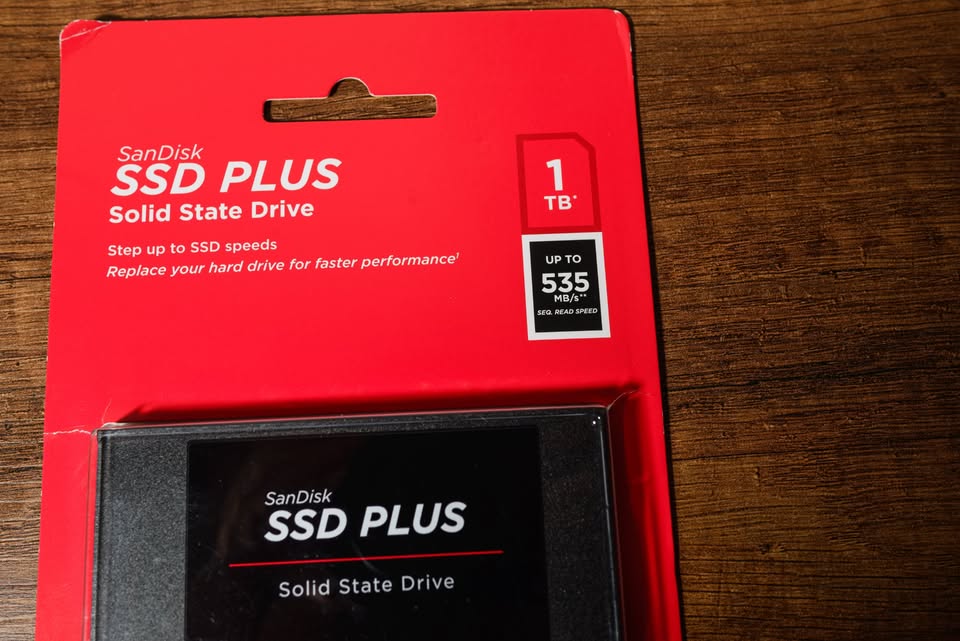 SanDisk
SSD PLUS
Solid State Drive
Step up to SSD speeds
Replace your hard drive for faster performance¹
1
TB*
UP TO
535
MB/s**
SEQ. READ SPEED
SanDisk
SSD PLUS
Solid State Drive